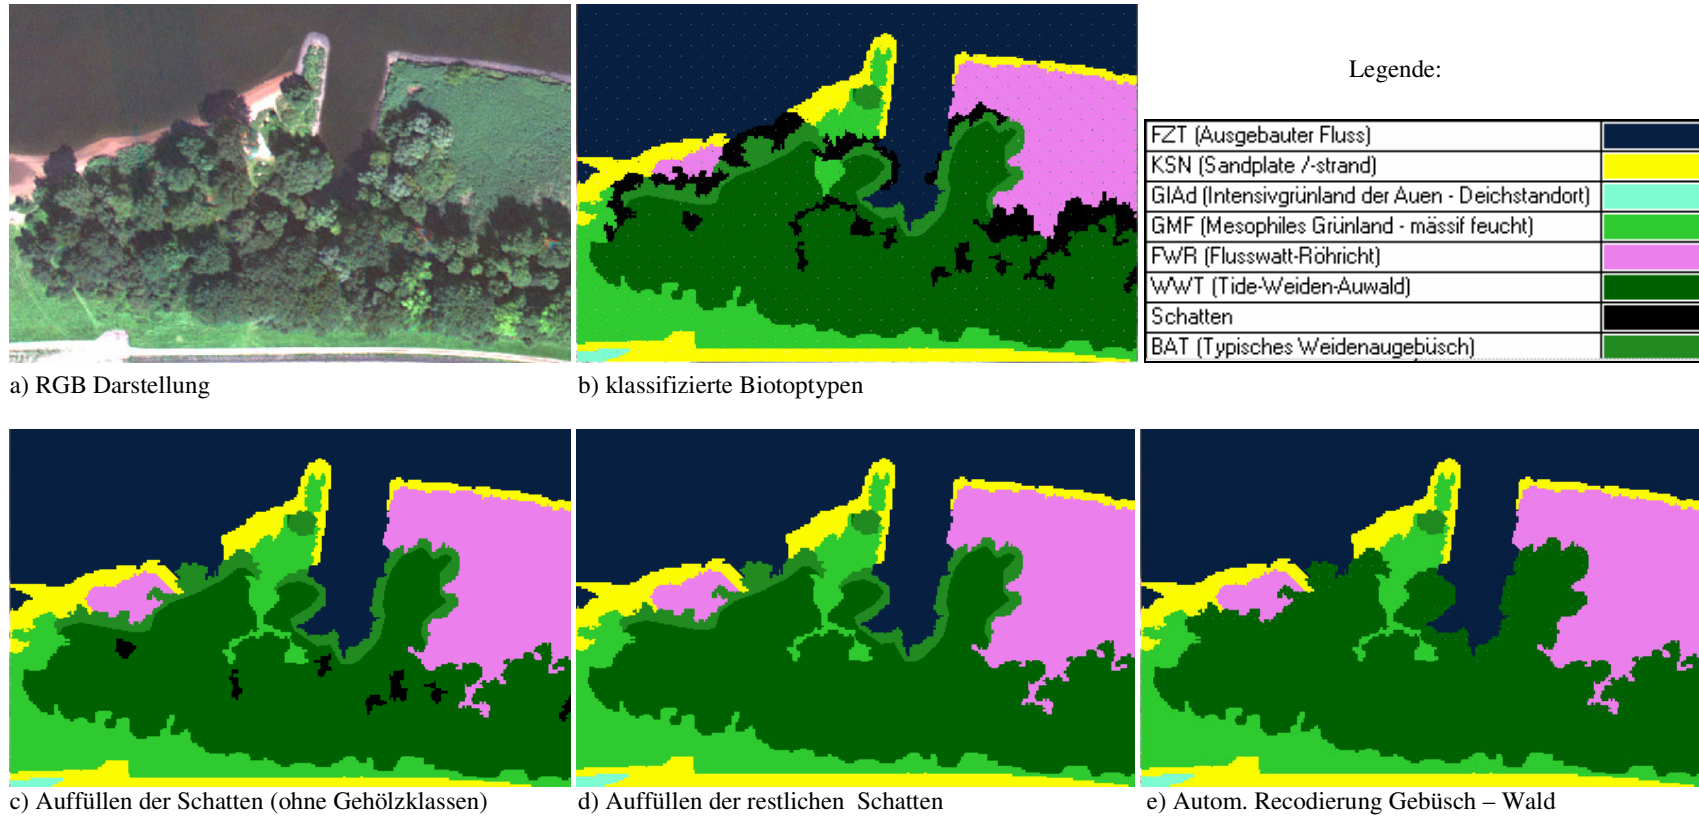 Legende:
FZT (Ausgebauter Fluss)
KSN (Sandplate /-strand)
GIAd (Intensivgrünland der Auen - Deichstandort)
GMF (Mesophiles Grünland - mässif feucht)
FWR (Flusswatt-Röhricht)
WWT (Tide-Weiden-Auwald)
Schatten
BAT (Typisches Weidenaugebüsch)
a) RGB Darstellung
b) klassifizierte Biotoptypen
c) Auffüllen der Schatten (ohne Gehölzklassen)
d) Auffüllen der restlichen Schatten
e) Autom. Recodierung Gebüsch – Wald